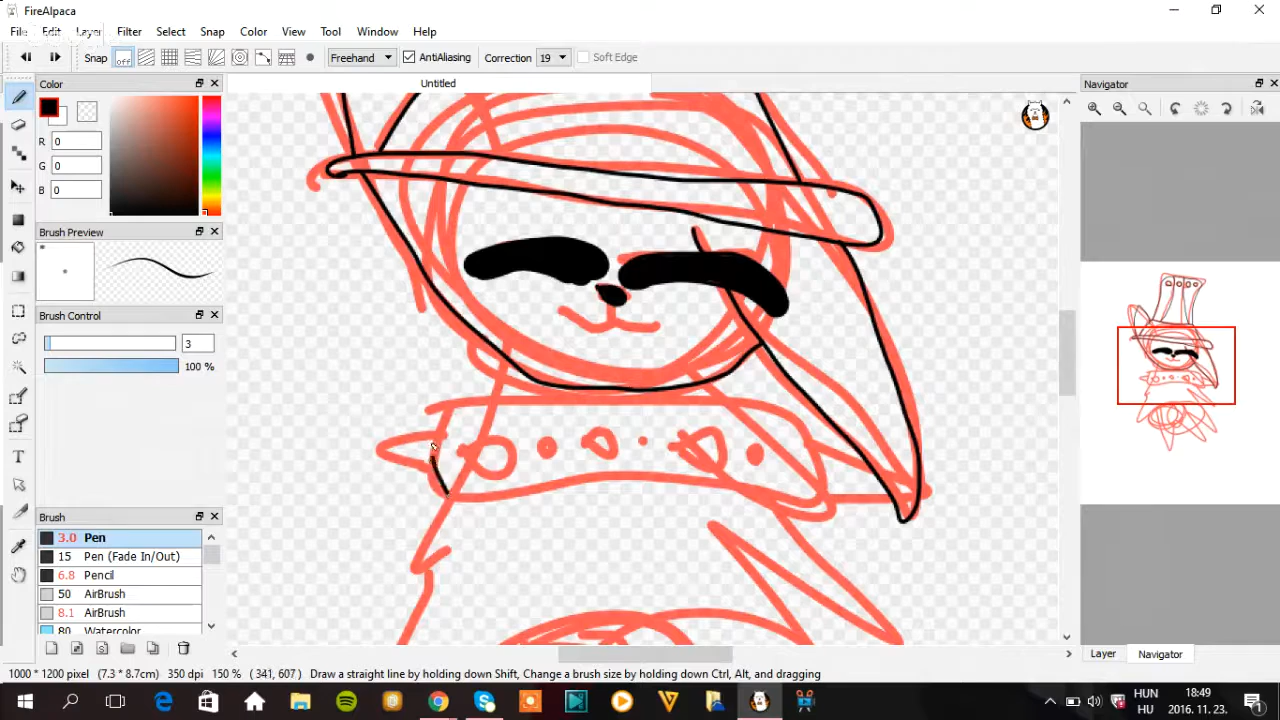 FireAlpaca
File Edit Layer Filter Select Snap Color View Tool Window Help
Snap off Freehand AntiAliasing Correction 19 Soft Edge
Color
Untitled
Navigator
R 0
G 0
B 0
Brush Preview
Brush Control
3
100 %
Brush
3.0 Pen
15 Pen (Fade In/Out)
6.8 Pencil
50 AirBrush
8.1 AirBrush
80 Watercolor
Layer Navigator
1000 * 1200 pixel (7.3 * 8.7cm) 350 dpi 150 % ( 341, 607 ) Draw a straight line by holding down Shift, Change a brush size by holding down Ctrl, Alt, and dragging
HUN 18:49
HU 2016. 11. 23.